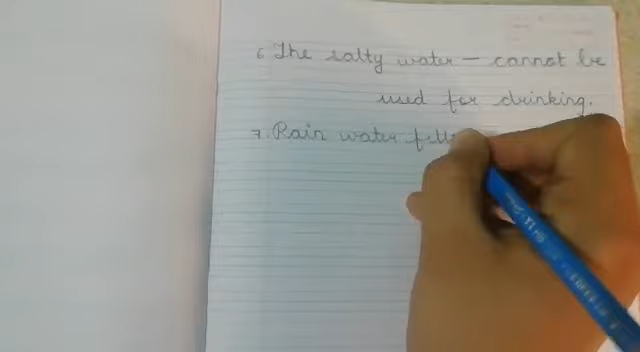 6 The salty water — cannot be
used for drinking.
7. Rain water